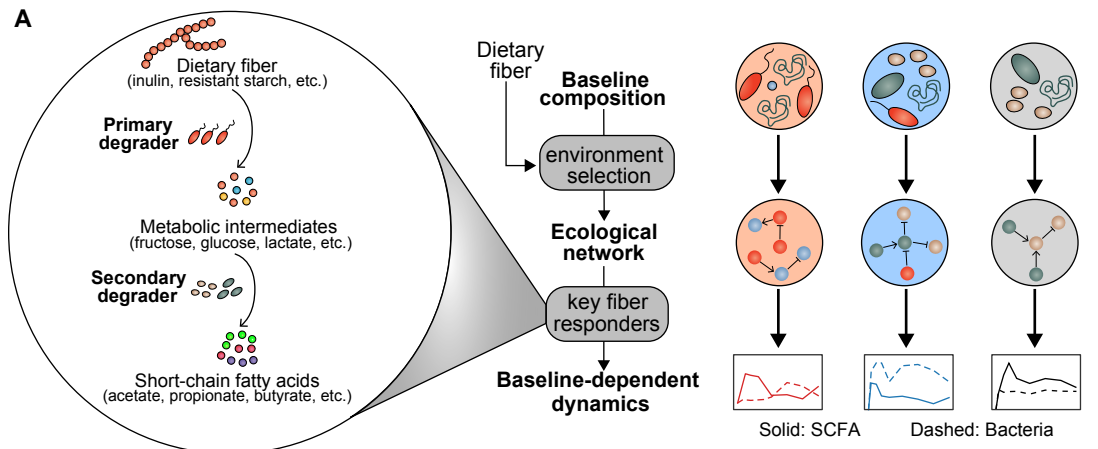 A
Dietary fiber
(inulin, resistant starch, etc.)
Primary
degrader
Metabolic intermediates
(fructose, glucose, lactate, etc.)
Secondary
degrader
Short-chain fatty acids
(acetate, propionate, butyrate, etc.)
Dietary
fiber
Baseline
composition
environment
selection
Ecological
network
key fiber
responders
Baseline-dependent
dynamics
Solid: SCFA
Dashed: Bacteria